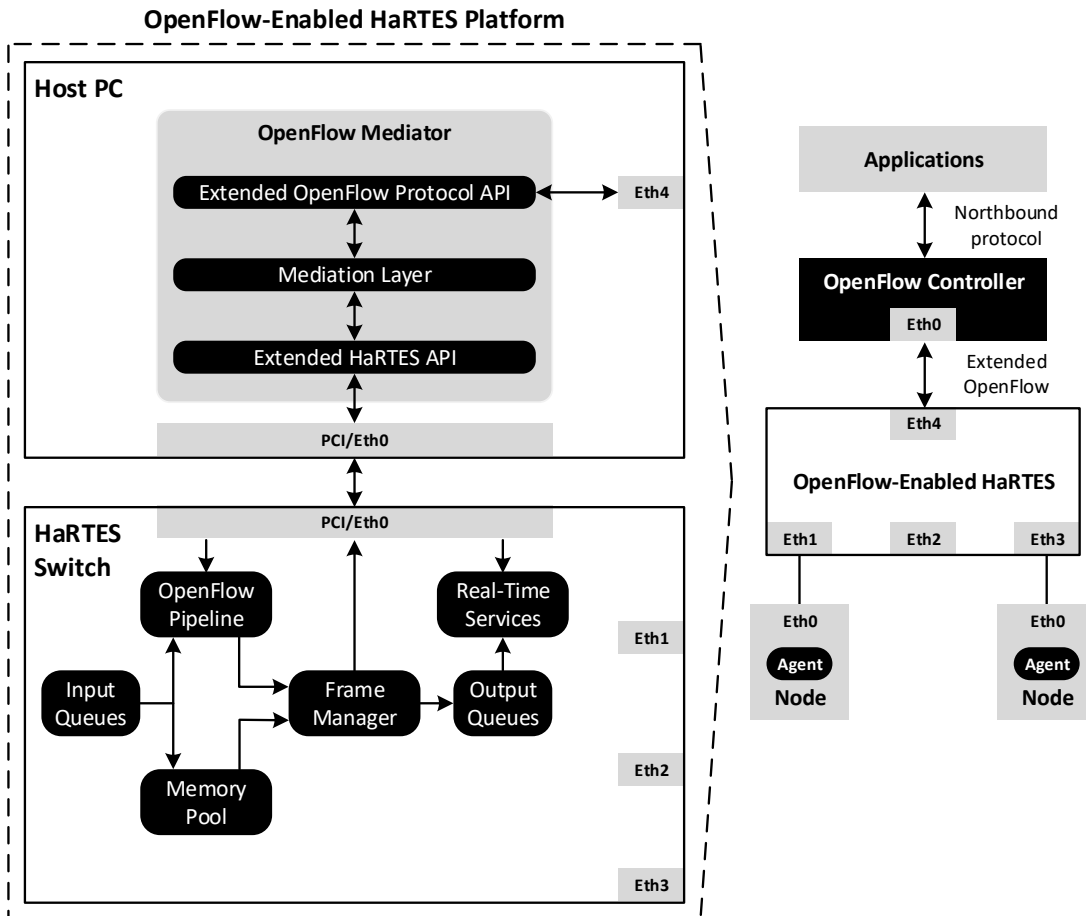 OpenFlow-Enabled HaRTES Platform
Host PC
OpenFlow Mediator
Extended OpenFlow Protocol API
Eth4
Mediation Layer
Extended HaRTES API
PCI/Eth0
HaRTES
Switch
PCI/Eth0
OpenFlow
Pipeline
Real-Time
Services
Eth1
Input
Queues
Frame
Manager
Output
Queues
Eth2
Memory
Pool
Eth3
Applications
Northbound
protocol
OpenFlow Controller
Eth0
Extended
OpenFlow
Eth4
OpenFlow-Enabled HaRTES
Eth1
Eth2
Eth3
Eth0
Agent
Node
Eth0
Agent
Node